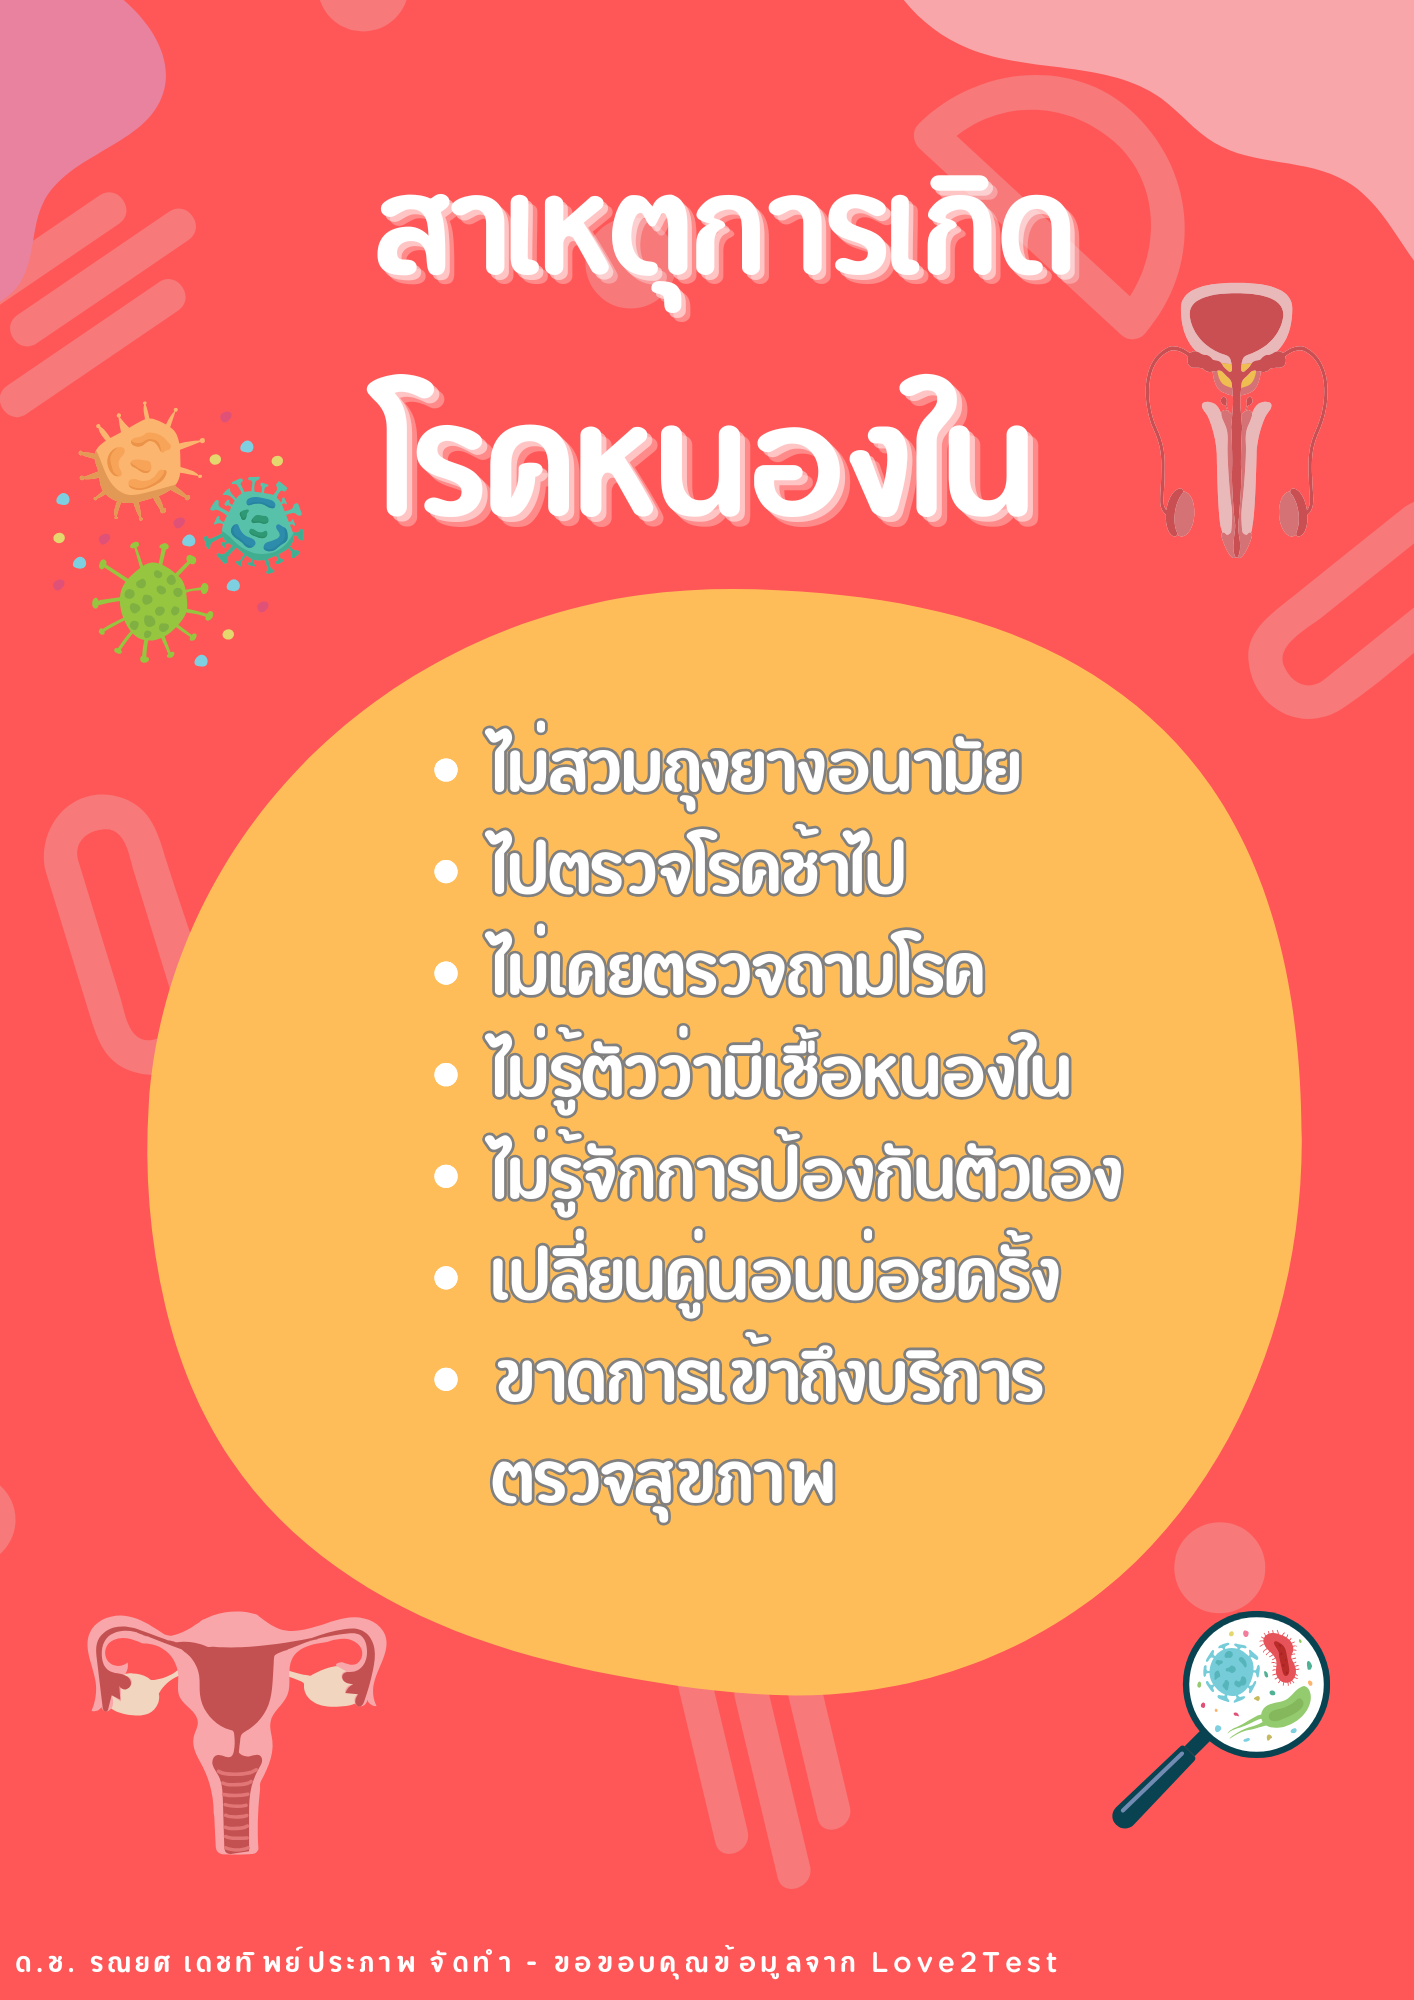 สาเหตุการเกิด
โรคหนองใน
• ไม่สวมถุงยางอนามัย
• ไปตรวจโรคช้าไป
• ไม่เคยตรวจถามโรค
• ไม่รู้ตัวว่ามีเชื้อหนองใน
• ไม่รู้จักการป้องกันตัวเอง
• เปลี่ยนคู่นอนบ่อยครั้ง
• ขาดการเข้าถึงบริการ
ตรวจสุขภาพ
ด.ช. รณยศ เดชทิพย์ประภาพ จัดทำ - ขอขอบคุณข้อมูลจาก Love2Test